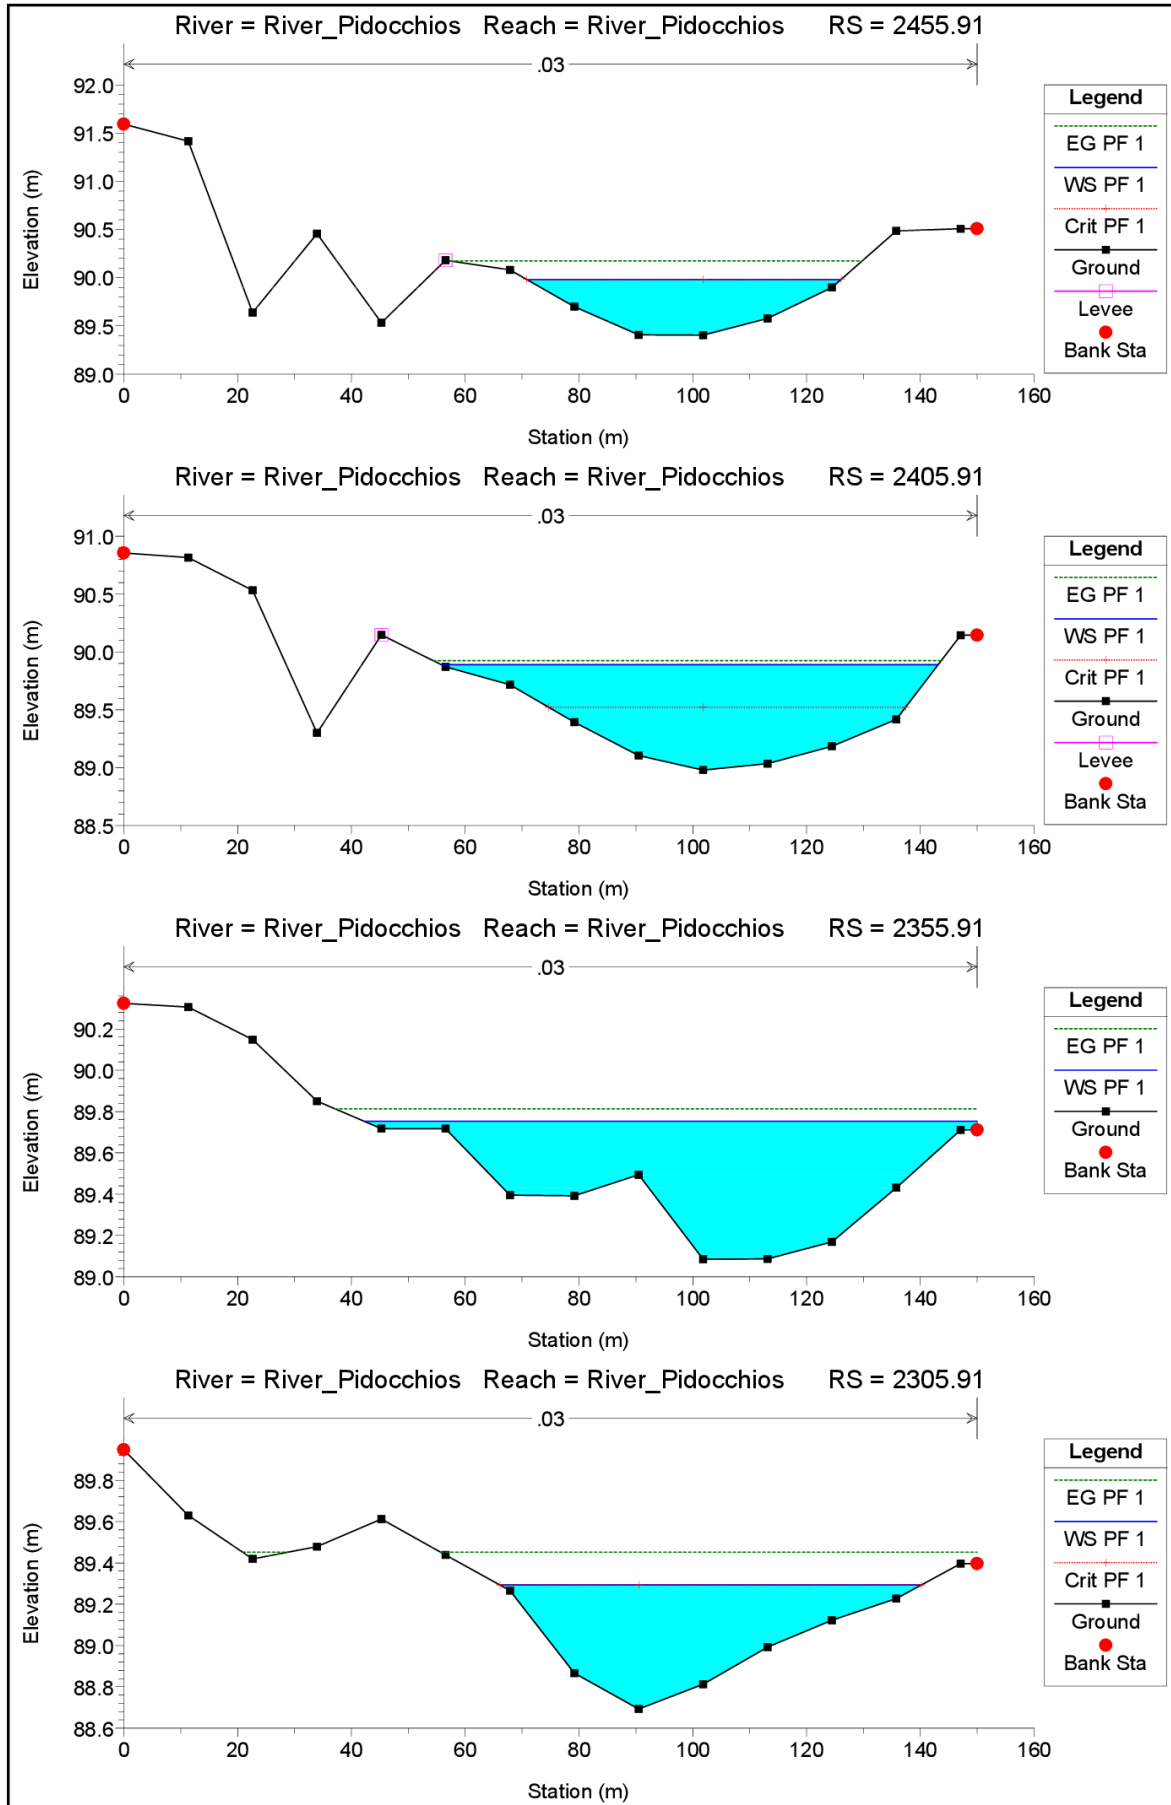 River = River_Pidocchios   Reach = River_Pidocchios      RS = 2455.91
.03
92.0
91.5
91.0
90.5
90.0
89.5
89.0
Elevation (m)
0 20 40 60 80 100 120 140 160
Station (m)
Legend
EG PF 1
WS PF 1
Crit PF 1
Ground
Levee
Bank Sta
River = River_Pidocchios   Reach = River_Pidocchios      RS = 2405.91
.03
91.0
90.5
90.0
89.5
89.0
88.5
Elevation (m)
0 20 40 60 80 100 120 140 160
Station (m)
Legend
EG PF 1
WS PF 1
Crit PF 1
Ground
Levee
Bank Sta
River = River_Pidocchios   Reach = River_Pidocchios      RS = 2355.91
.03
90.2
90.0
89.8
89.6
89.4
89.2
89.0
Elevation (m)
0 20 40 60 80 100 120 140 160
Station (m)
Legend
EG PF 1
WS PF 1
Ground
Bank Sta
River = River_Pidocchios   Reach = River_Pidocchios      RS = 2305.91
.03
89.8
89.6
89.4
89.2
89.0
88.8
88.6
Elevation (m)
0 20 40 60 80 100 120 140 160
Station (m)
Legend
EG PF 1
WS PF 1
Crit PF 1
Ground
Bank Sta